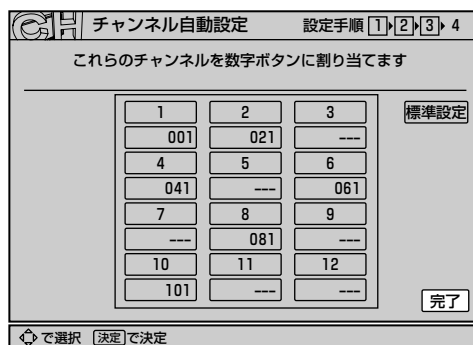 CH チャンネル自動設定 設定手順 1 2 3 4
これらのチャンネルを数字ボタンに割り当てます
1 2 3 標準設定
001 021 ---
4 5 6
041 --- 061
7 8 9
--- 081 ---
10 11 12
101 --- ---
完了
で選択 決定で決定